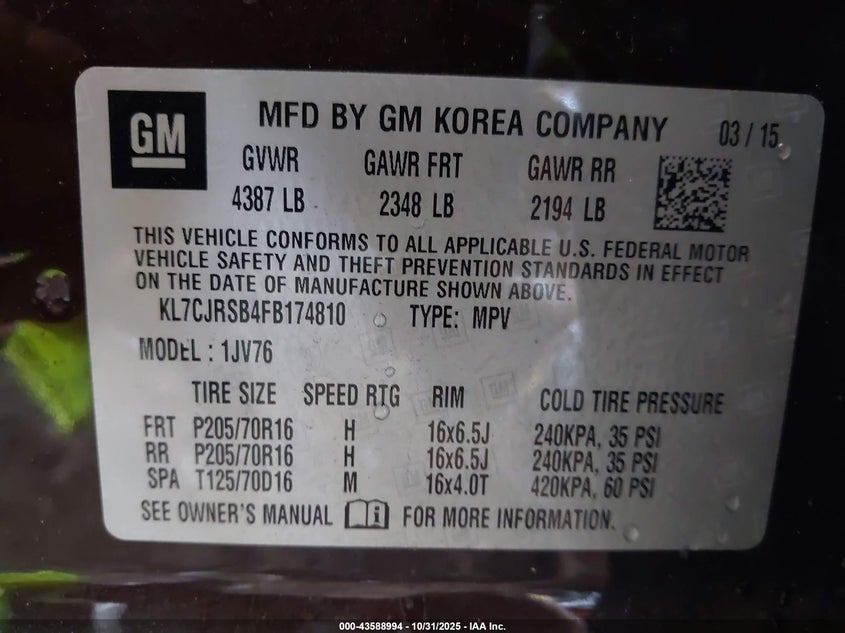 GM
MFD BY GM KOREA COMPANY 03 / 15
GVWR GAWR FRT GAWR RR
4387 LB 2348 LB 2194 LB
THIS VEHICLE CONFORMS TO ALL APPLICABLE U.S. FEDERAL MOTOR
VEHICLE SAFETY AND THEFT PREVENTION STANDARDS IN EFFECT
ON THE DATE OF MANUFACTURE SHOWN ABOVE.
KL7CJRSB4FB174810 TYPE: MPV
MODEL : 1JV76
TIRE SIZE SPEED RTG RIM COLD TIRE PRESSURE
FRT P205/70R16 H 16x6.5J 240KPA, 35 PSI
RR P205/70R16 H 16x6.5J 240KPA, 35 PSI
SPA T125/70D16 M 16x4.0T 420KPA, 60 PSI
SEE OWNER'S MANUAL i FOR MORE INFORMATION.
000-43588994 - 10/31/2025 - IAA Inc.